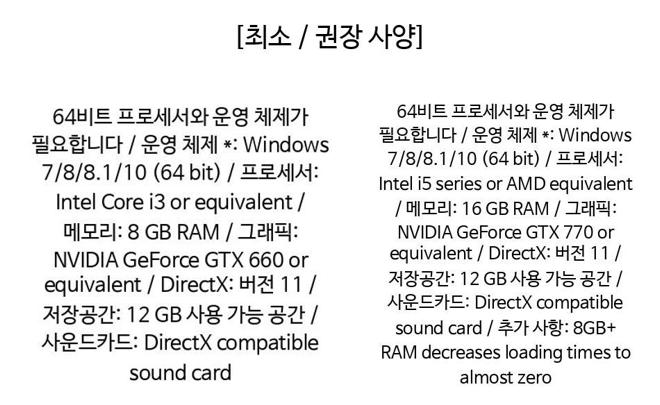 [최소 / 권장 사양]
64비트 프로세서와 운영 체제가
필요합니다 / 운영 체제 *: Windows
7/8/8.1/10 (64 bit) / 프로세서:
Intel Core i3 or equivalent /
메모리: 8 GB RAM / 그래픽:
NVIDIA GeForce GTX 660 or
equivalent / DirectX: 버전 11 /
저장공간: 12 GB 사용 가능 공간 /
사운드카드: DirectX compatible
sound card
64비트 프로세서와 운영 체제가
필요합니다 / 운영 체제 *: Windows
7/8/8.1/10 (64 bit) / 프로세서:
Intel i5 series or AMD equivalent
/ 메모리: 16 GB RAM / 그래픽:
NVIDIA GeForce GTX 770 or
equivalent / DirectX: 버전 11 /
저장공간: 12 GB 사용 가능 공간 /
사운드카드: DirectX compatible
sound card / 추가 사항: 8GB+
RAM decreases loading times to
almost zero